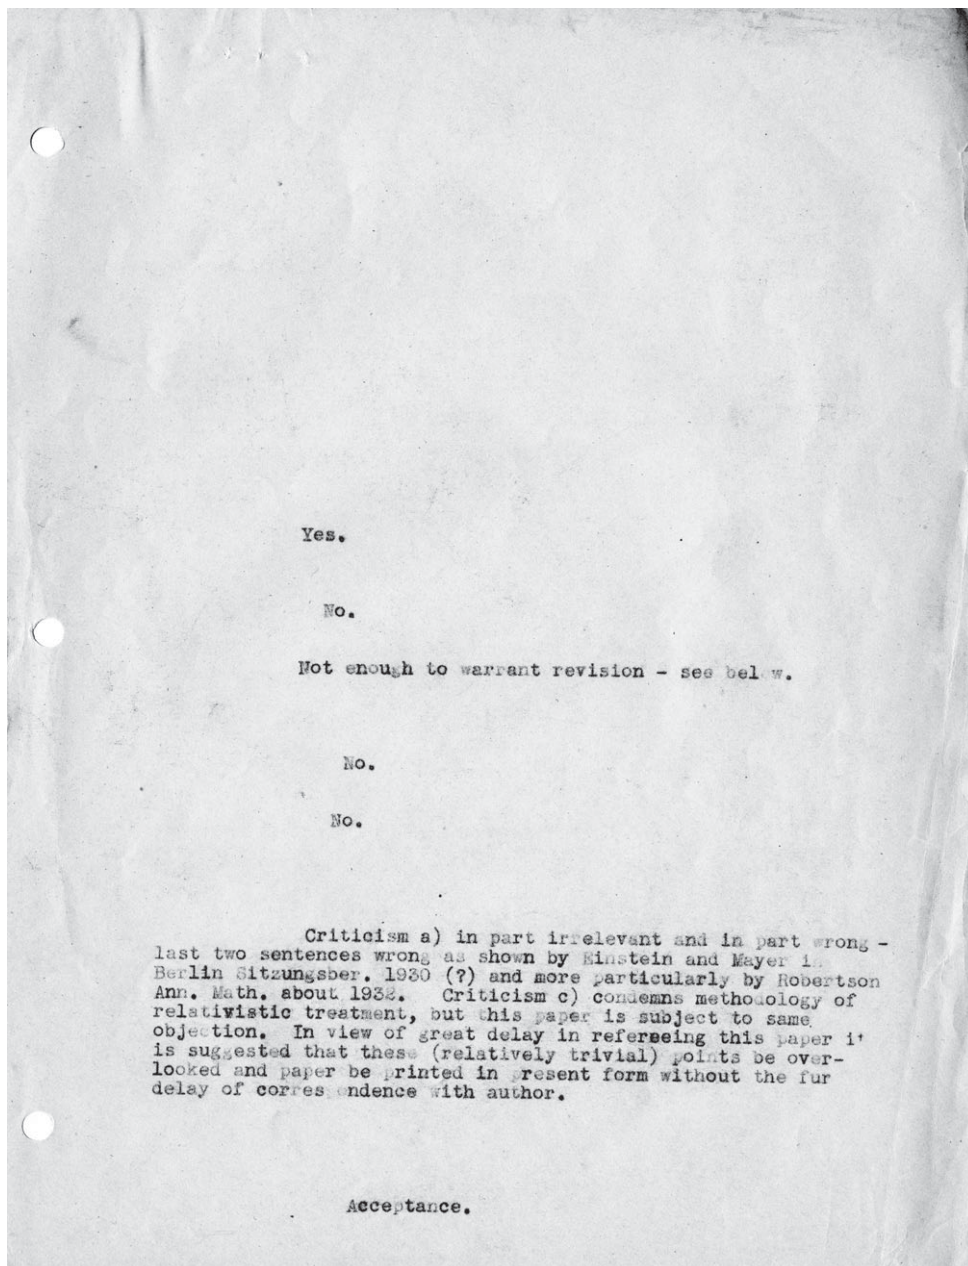 Yes.
No.
Not enough to warrant revision - see below.
No.
No.
Criticism a) in part irrelevant and in part wrong -
last two sentences wrong as shown by Einstein and Mayer in
Berlin Sitzungsber. 1930 (?) and more particularly by Robertson
Ann. Math. about Criticism c) condemns methodology of
relativistic treatment, but this paper is subject to same
objection. In view of great delay in refereeing this paper it
is suggested that these (relatively trivial) points be over-
looked and paper be printed in present form without the fur
delay of correspondence with author.
Acceptance.